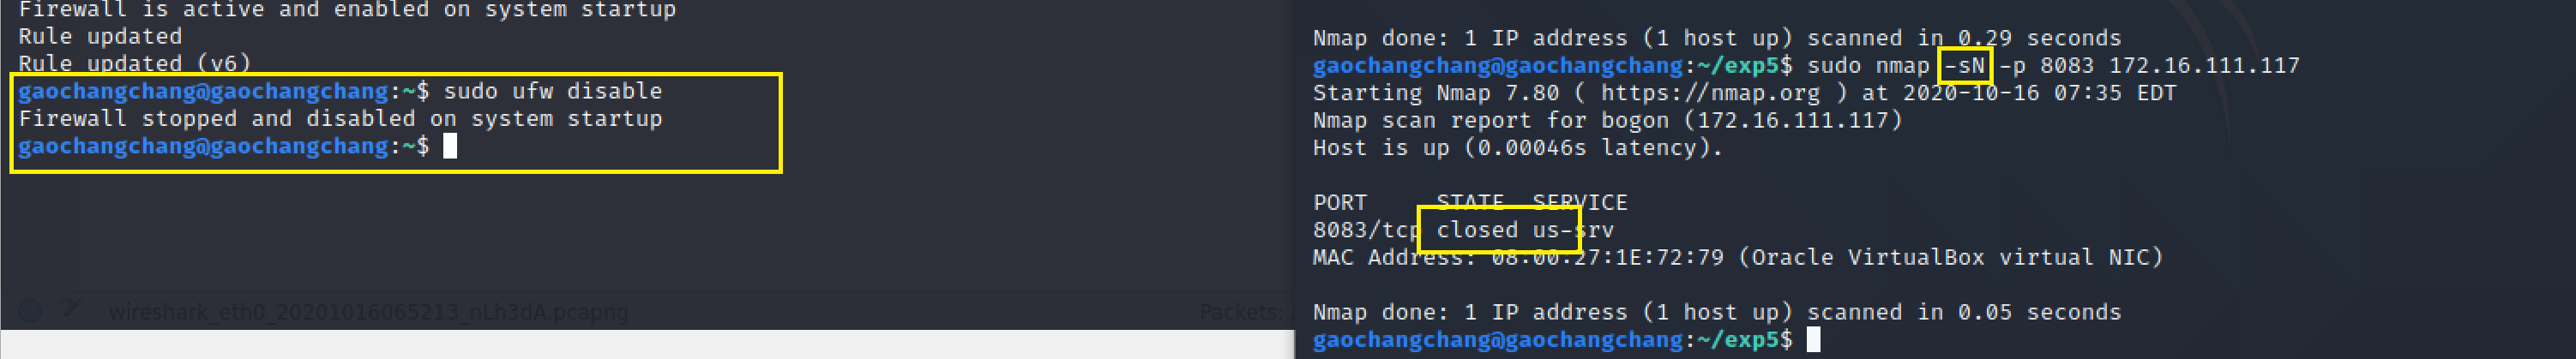 Firewall is active and enabled on system startup
Rule updated
Rule updated (v6)
gaochangchang@gaochangchang:~$ sudo ufw disable
Firewall stopped and disabled on system startup
gaochangchang@gaochangchang:~$
wireshark_eth0_20201016065213_nLh3dA.pcapng
Packets:
Nmap done: 1 IP address (1 host up) scanned in 0.29 seconds
gaochangchang@gaochangchang:~/exp5$ sudo nmap -sN -p 8083 172.16.111.117
Starting Nmap 7.80 ( https://nmap.org ) at 2020-10-16 07:35 EDT
Nmap scan report for bogon (172.16.111.117)
Host is up (0.00046s latency).
PORT     STATE  SERVICE
8083/tcp closed us-srv
MAC Address: 08:00:27:1E:72:79 (Oracle VirtualBox virtual NIC)
Nmap done: 1 IP address (1 host up) scanned in 0.05 seconds
gaochangchang@gaochangchang:~/exp5$